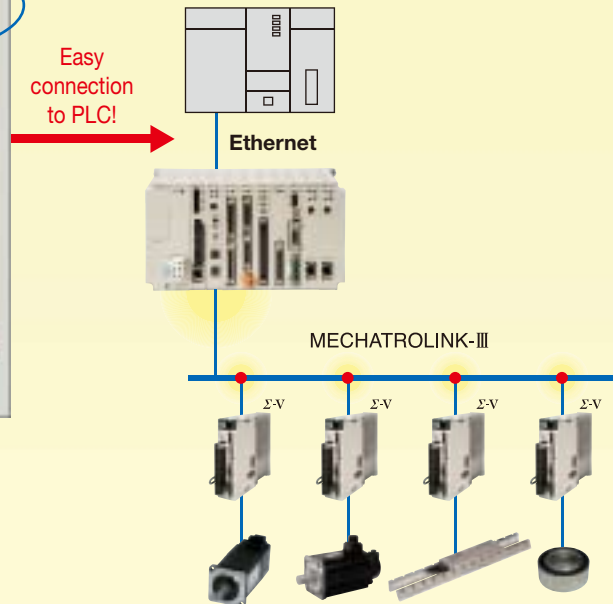 Easy
connection
to PLC!
Ethernet
MECHATROLINK-Ⅲ
Σ-V Σ-V Σ-V Σ-V